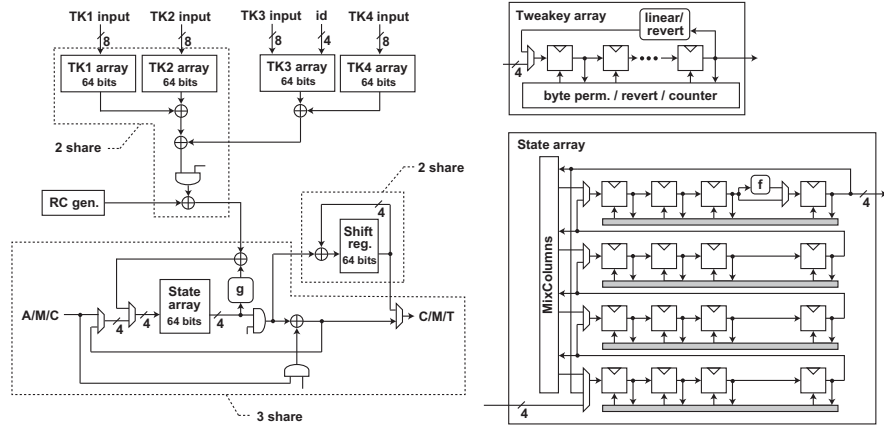 TK1 input
TK2 input
TK3 input
id
TK4 input
8
8
8
4
8
TK1 array
64 bits
TK2 array
64 bits
TK3 array
64 bits
TK4 array
64 bits
2 share
RC gen.
2 share
4
Shift
reg.
64 bits
g
State
array
64 bits
A/M/C
4
4
4
C/M/T
3 share
Tweakey array
linear/
revert
4
byte perm. / revert / counter
State array
MixColumns
f
4
4